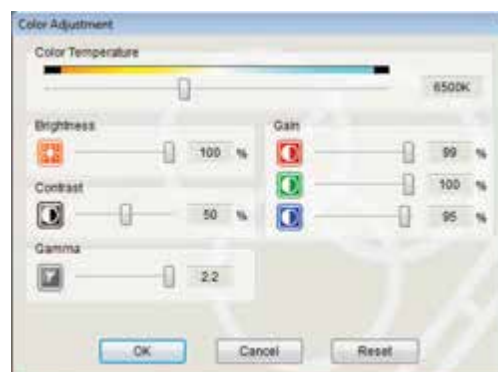 Color Adjustment
Color Temperature
6500K
Brightness
100 %
Contrast
50 %
Gamma
2.2
Gain
99 %
100 %
95 %
OK
Cancel
Reset